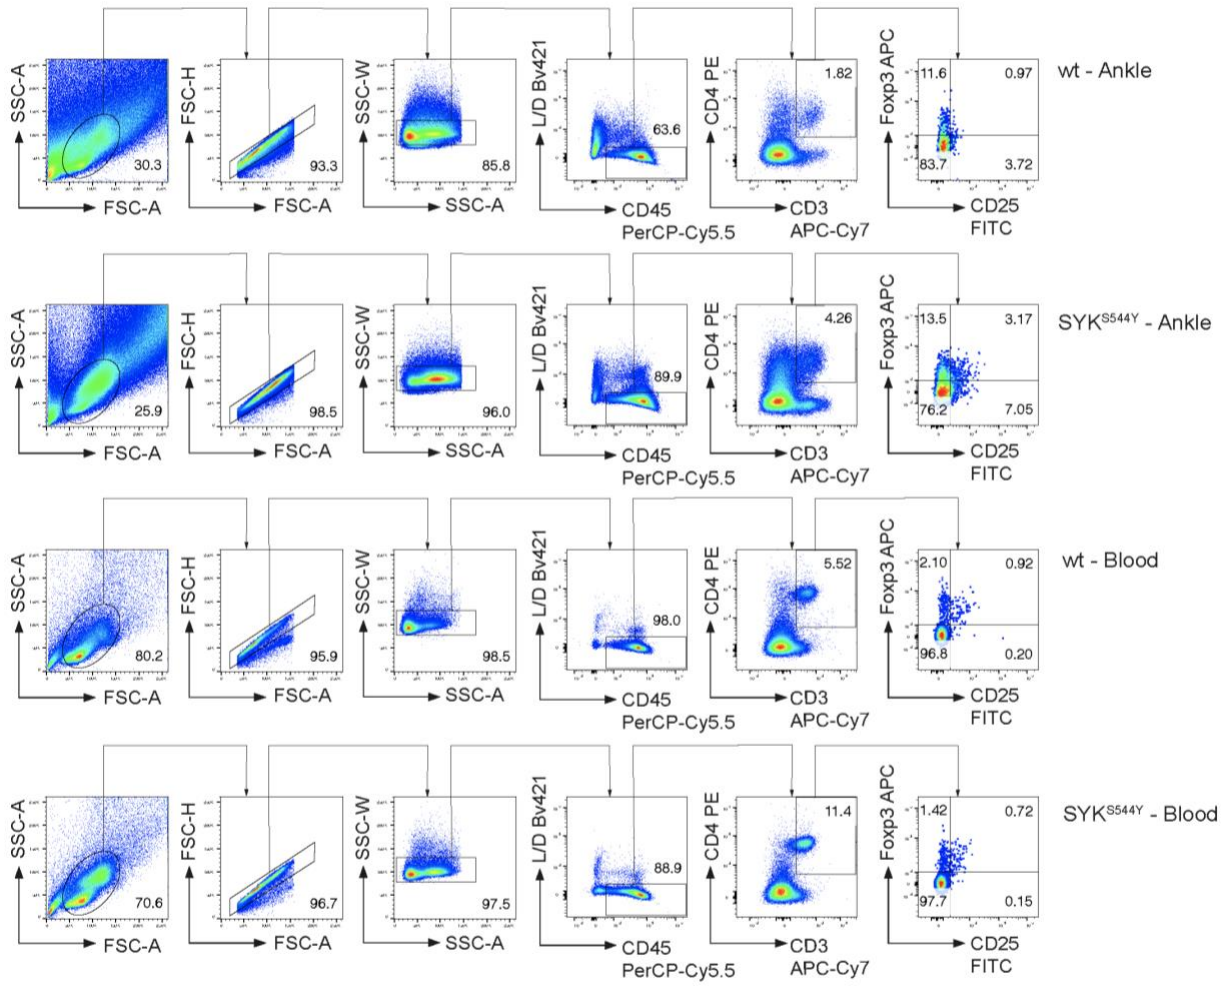 SSC-A
FSC-A
30.3
FSC-H
FSC-A
93.3
SSC-W
SSC-A
85.8
L/D Bv421
CD45
PerCP-Cy5.5
63.6
CD4 PE
CD3
APC-Cy7
1.82
Foxp3 APC
CD25
FITC
11.6
0.97
83.7
3.72
wt - Ankle
SSC-A
FSC-A
25.9
FSC-H
FSC-A
98.5
SSC-W
SSC-A
96.0
L/D Bv421
CD45
PerCP-Cy5.5
89.9
CD4 PE
CD3
APC-Cy7
4.26
Foxp3 APC
CD25
FITC
13.5
3.17
76.2
7.05
SYKS544Y - Ankle
SSC-A
FSC-A
80.2
FSC-H
FSC-A
95.9
SSC-W
SSC-A
98.5
L/D Bv421
CD45
PerCP-Cy5.5
98.0
CD4 PE
CD3
APC-Cy7
5.52
Foxp3 APC
CD25
FITC
2.10
0.92
96.8
0.20
wt - Blood
SSC-A
FSC-A
70.6
FSC-H
FSC-A
96.7
SSC-W
SSC-A
97.5
L/D Bv421
CD45
PerCP-Cy5.5
88.9
CD4 PE
CD3
APC-Cy7
11.4
Foxp3 APC
CD25
FITC
1.42
0.72
97.7
0.15
SYKS544Y - Blood